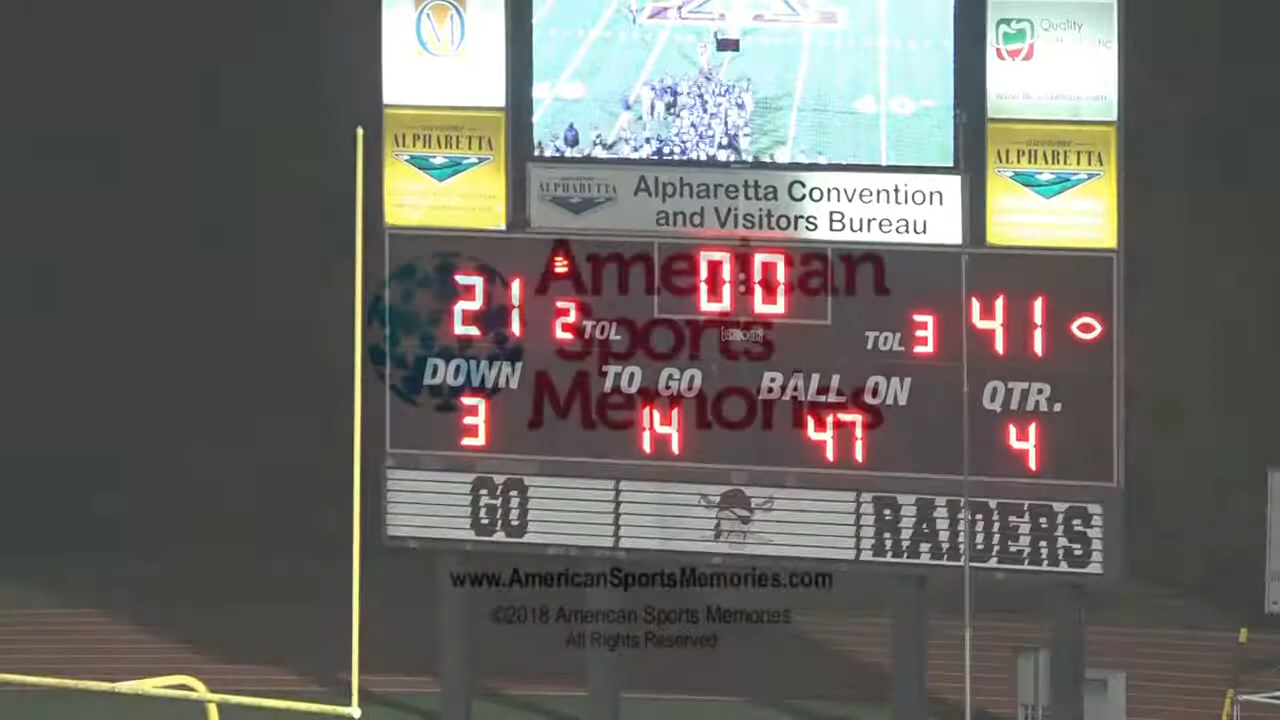 M
Quality
awesome
ALPHARETTA
awesome
ALPHARETTA
awesome
ALPHARETTA
Alpharetta Convention
and Visitors Bureau
American
Sports
Memories
21 2 TOL 00 TOL 3 41
DOWN TO GO BALL ON QTR.
3 14 47 4
GO RAIDERS
www.AmericanSportsMemories.com
©2018 American Sports Memories
All Rights Reserved